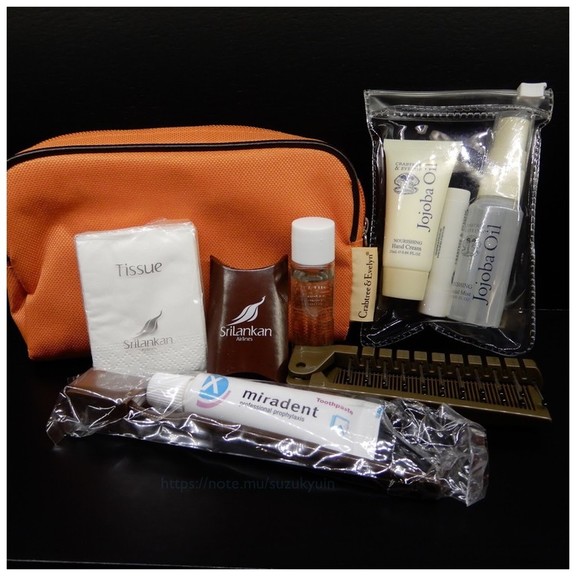 Tissue
SriLankan
Airlines
SriLankan
Airlines
Crabtree & Evelyn®
CRABTREE
& EVELYN
Jojoba Oil
NOURISHING
Hand Cream
Jojoba Oil
miradent
professional prophylaxis
Toothpaste
https://note.mu/suzukyuin